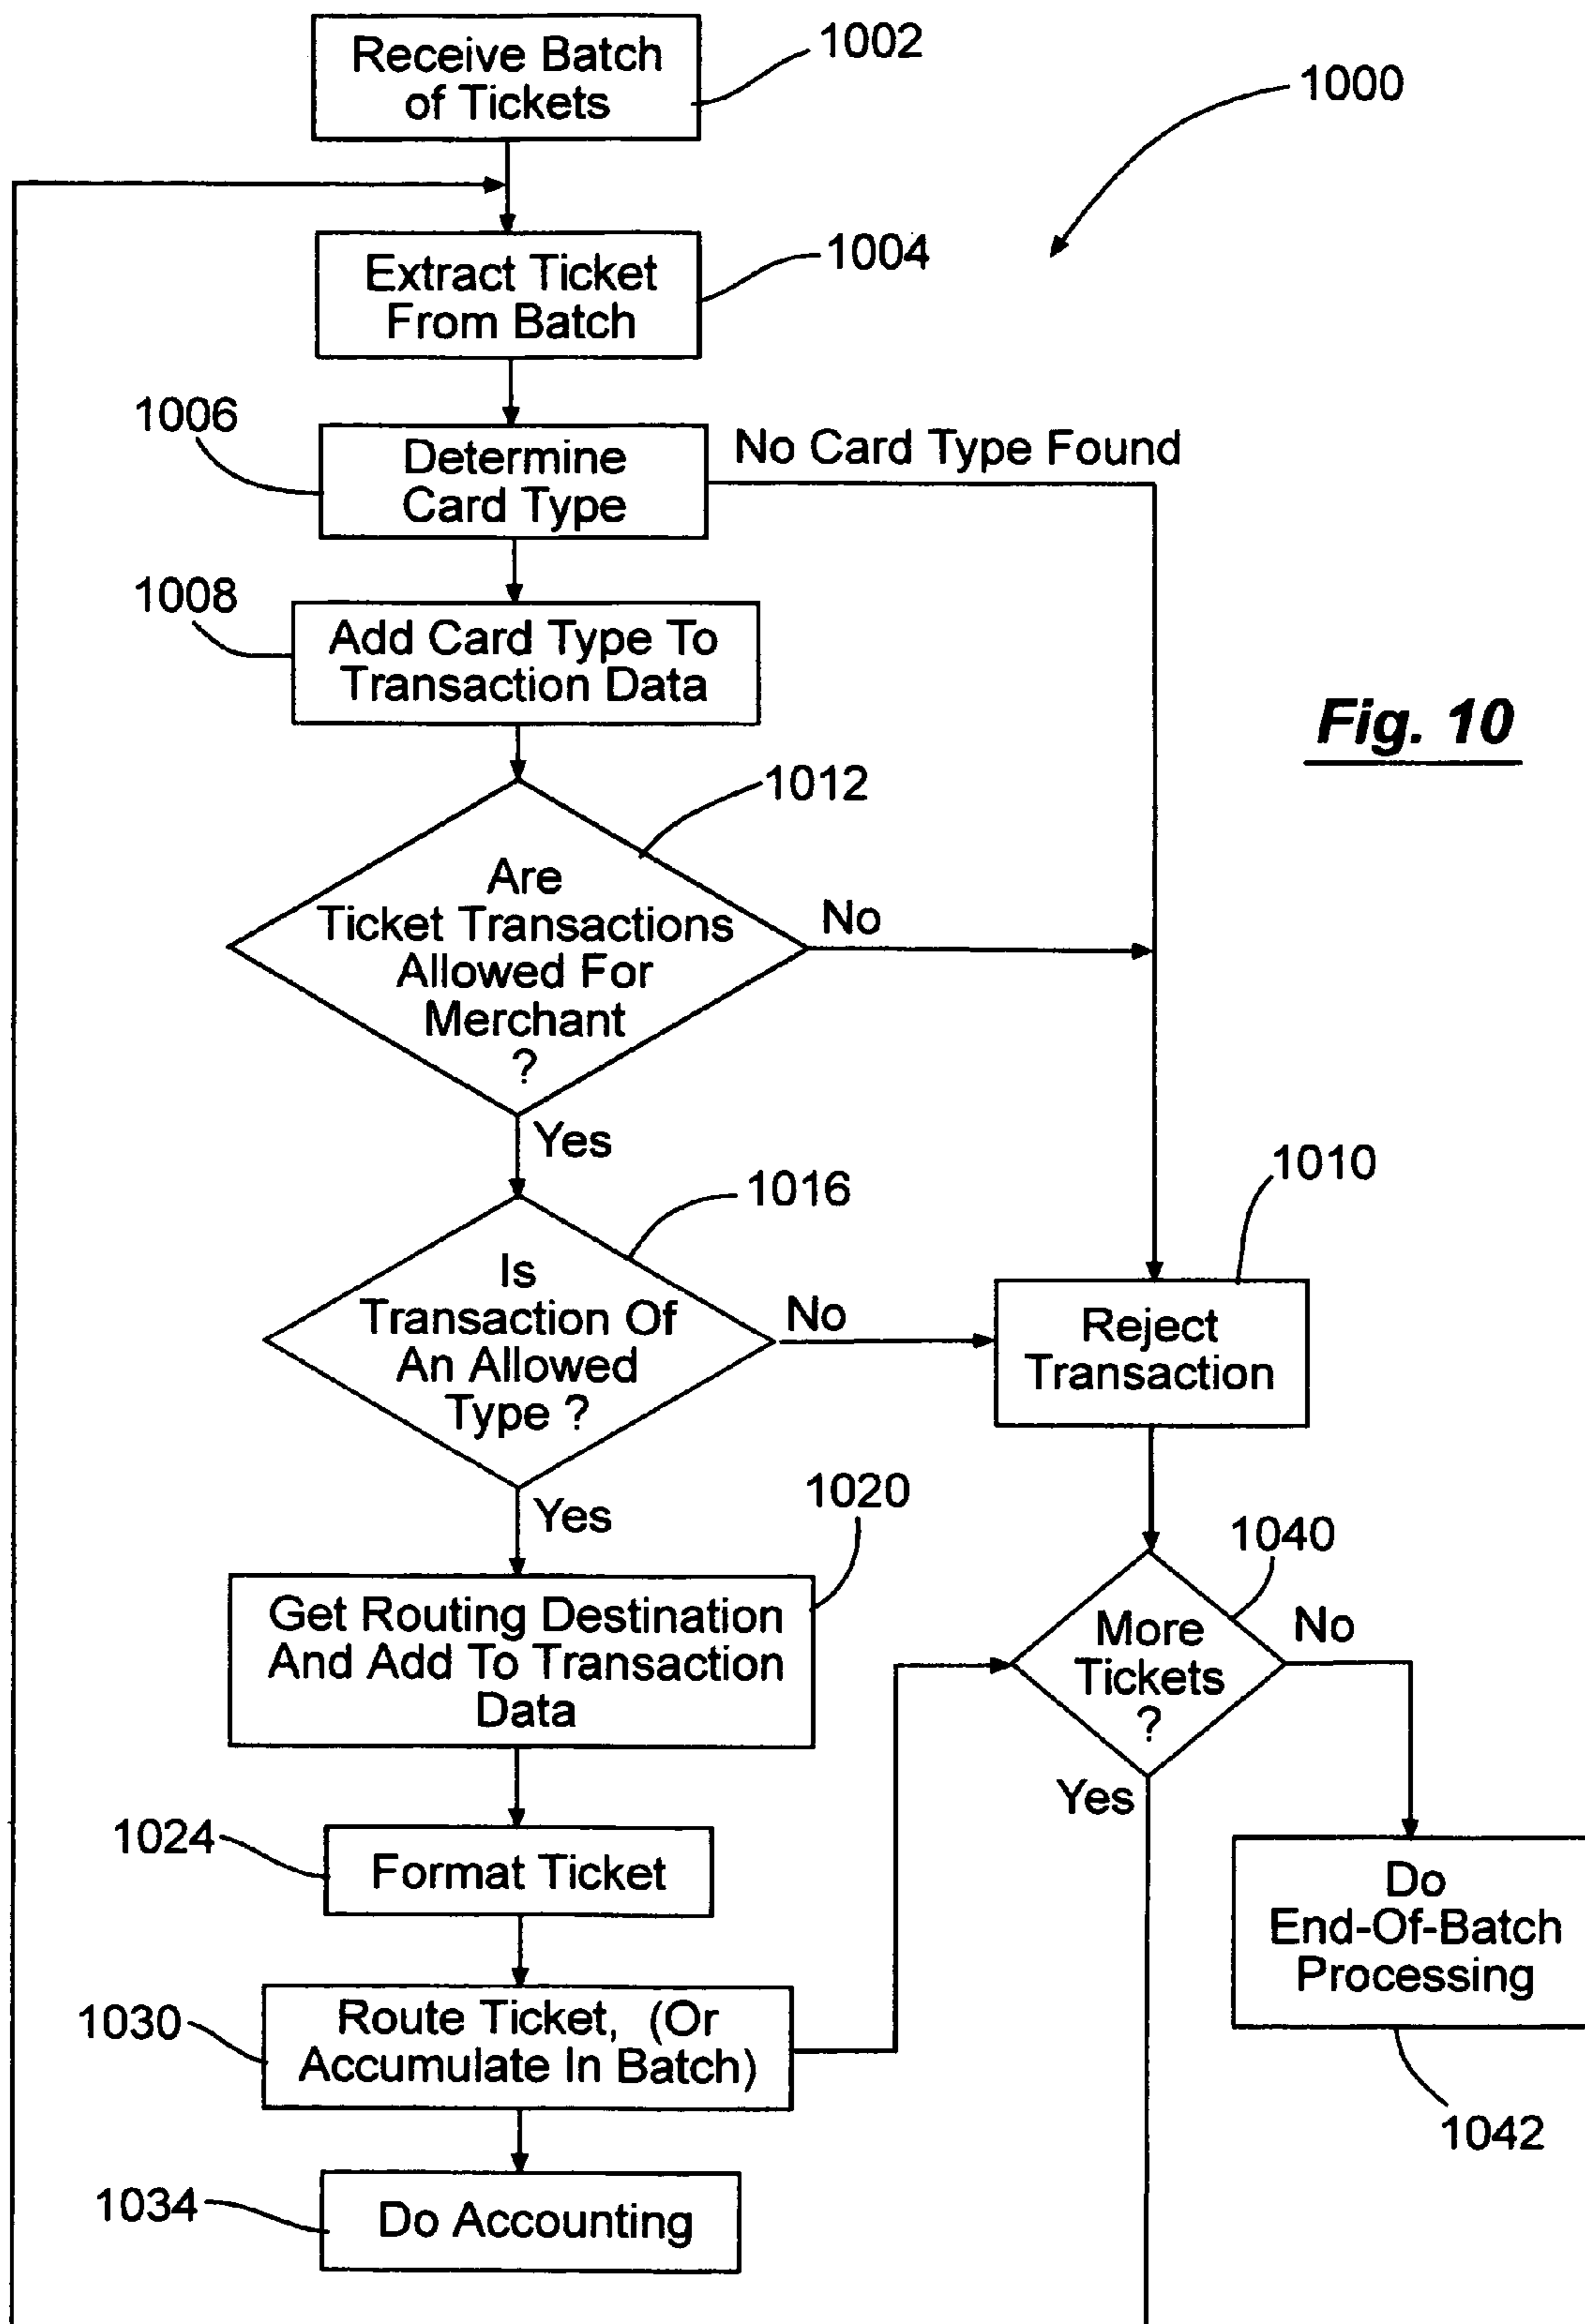 Receive Batch
of Tickets
1002
1000
Extract Ticket
From Batch
1004
1006
Determine
Card Type
No Card Type Found
1008
Add Card Type To
Transaction Data
Fig. 10
1012
Are
Ticket Transactions
Allowed For
Merchant
?
No
Yes
1016
1010
Is
Transaction Of
An Allowed
Type ?
No
Reject
Transaction
Yes
1020
1040
Get Routing Destination
And Add To Transaction
Data
More
Tickets
?
No
Yes
1024
Format Ticket
Do
End-Of-Batch
Processing
1030
Route Ticket, (Or
Accumulate In Batch)
1042
1034
Do Accounting